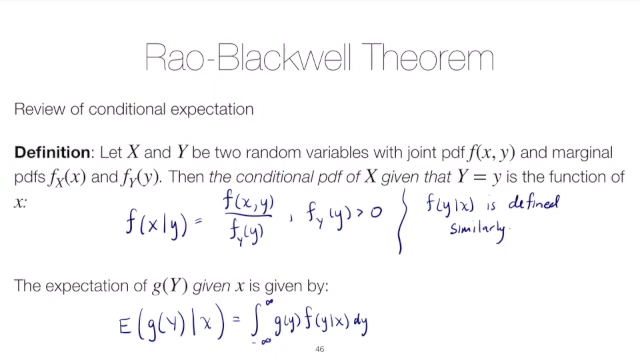 Rao-Blackwell Theorem
Review of conditional expectation
Definition: Let X and Y be two random variables with joint pdf f(x, y) and marginal
pdfs f_X(x) and f_Y(y). Then the conditional pdf of X given that Y = y is the function of
x:
f(x|y) = f(x,y) / f_Y(y) , f_Y(y) > 0
f(y|x) is defined
similarly.
The expectation of g(Y) given x is given by:
E(g(Y)|x) = ∫_{-∞}^{∞} g(y) f(y|x) dy
46